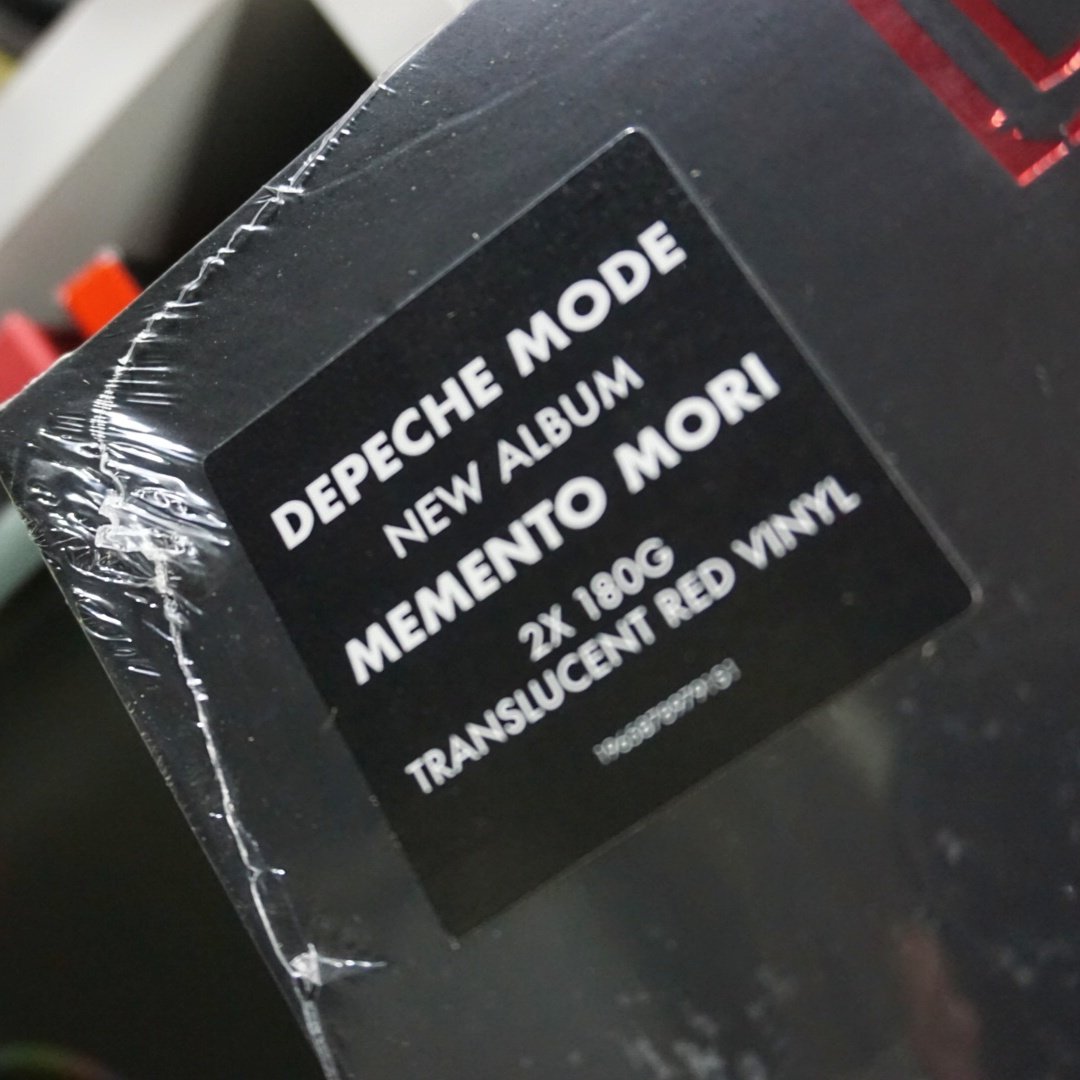 DEPECHE MODE
NEW ALBUM
MEMENTO MORI
2X 180G
TRANSLUCENT RED VINYL